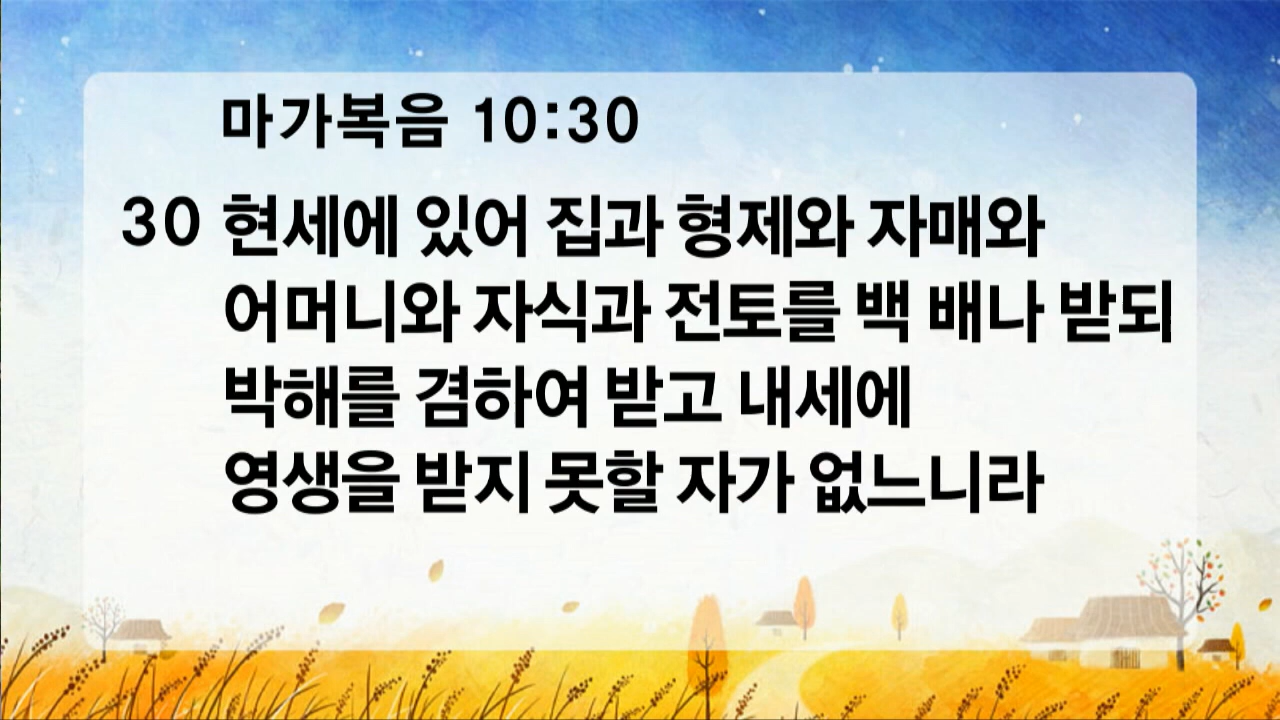 마가복음 10:30
30 현세에 있어 집과 형제와 자매와
어머니와 자식과 전토를 백 배나 받되
박해를 겸하여 받고 내세에
영생을 받지 못할 자가 없느니라